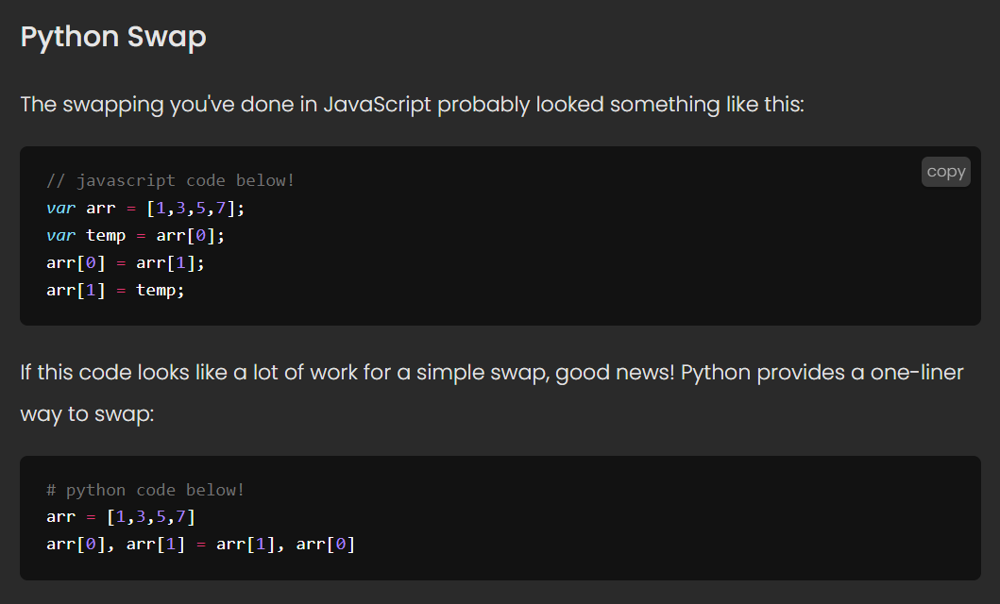 Python Swap
The swapping you've done in JavaScript probably looked something like this:
copy
// javascript code below!
var arr = [1,3,5,7];
var temp = arr[0];
arr[0] = arr[1];
arr[1] = temp;
If this code looks like a lot of work for a simple swap, good news! Python provides a one-liner
way to swap:
# python code below!
arr = [1,3,5,7]
arr[0], arr[1] = arr[1], arr[0]